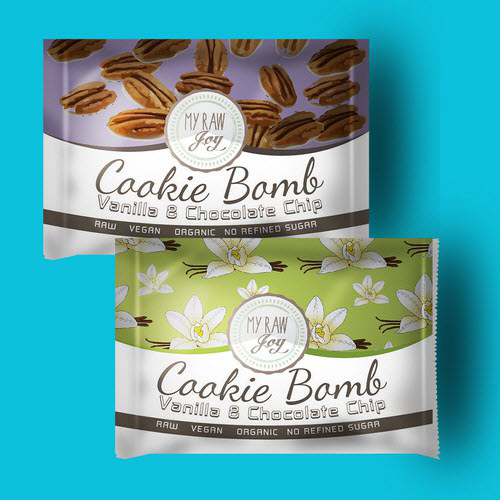 MY RAW
Joy
Cookie Bomb
Vanilla & Chocolate Chip
RAW VEGAN ORGANIC NO REFINED SUGAR
MY RAW
Joy
Cookie Bomb
Vanilla & Chocolate Chip
RAW VEGAN ORGANIC NO REFINED SUGAR